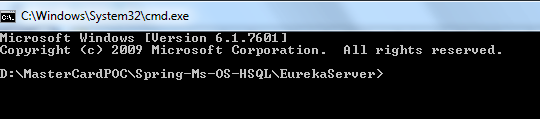 C:\Windows\System32\cmd.exe
Microsoft Windows [Version 6.1.7601]
Copyright (c) 2009 Microsoft Corporation.  All rights reserved.
D:\MasterCardPOC\Spring-Ms-OS-HSQL\EurekaServer>